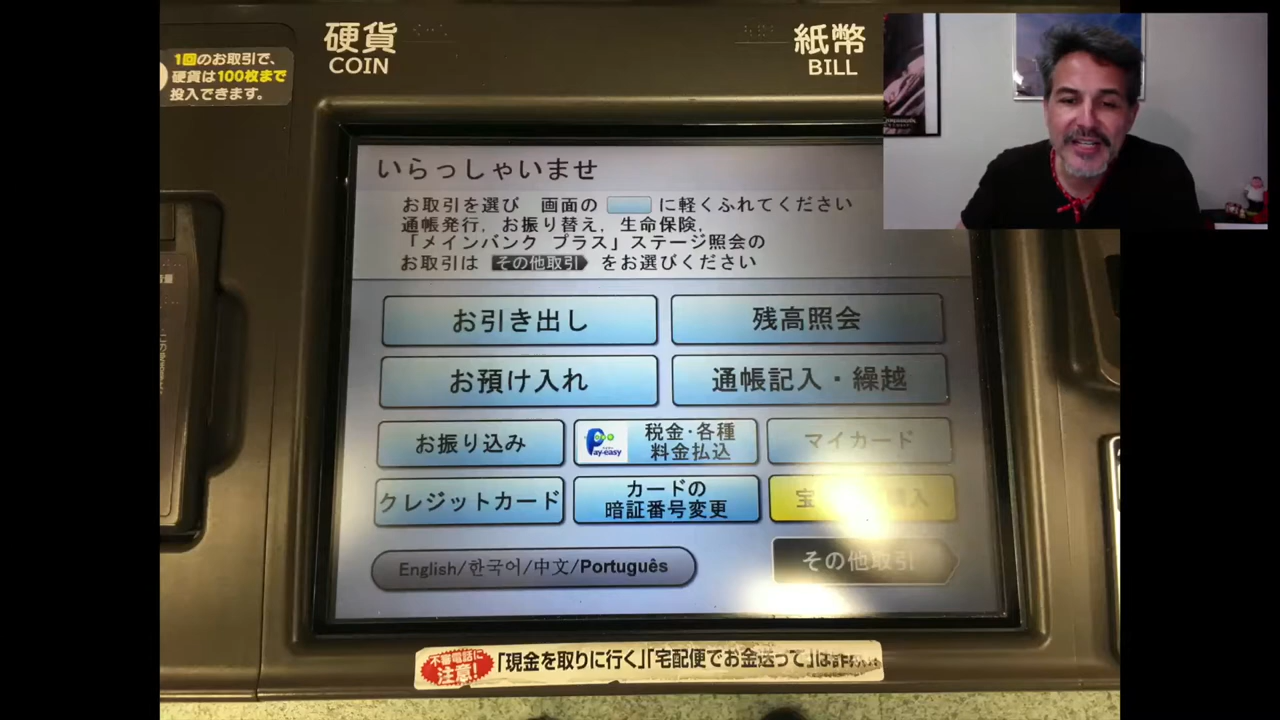 硬貨
COIN
紙幣
BILL
1回のお取引で、
硬貨は100枚まで
投入できます。
いらっしゃいませ
お取引を選び 画面の に軽くふれてください
通帳発行, お振り替え, 生命保険,
「メインバンク プラス」ステージ照会の
お取引は その他取引 をお選びください
お引き出し
残高照会
お預け入れ
通帳記入・繰越
お振り込み
Pay-easy
税金・各種
料金払込
マイカード
クレジットカード
カードの
暗証番号変更
宝 入
English/한국어/中文/Português
その他取引
不審電話に
注意!
「現金を取りに行く」「宅配便でお金送って」は